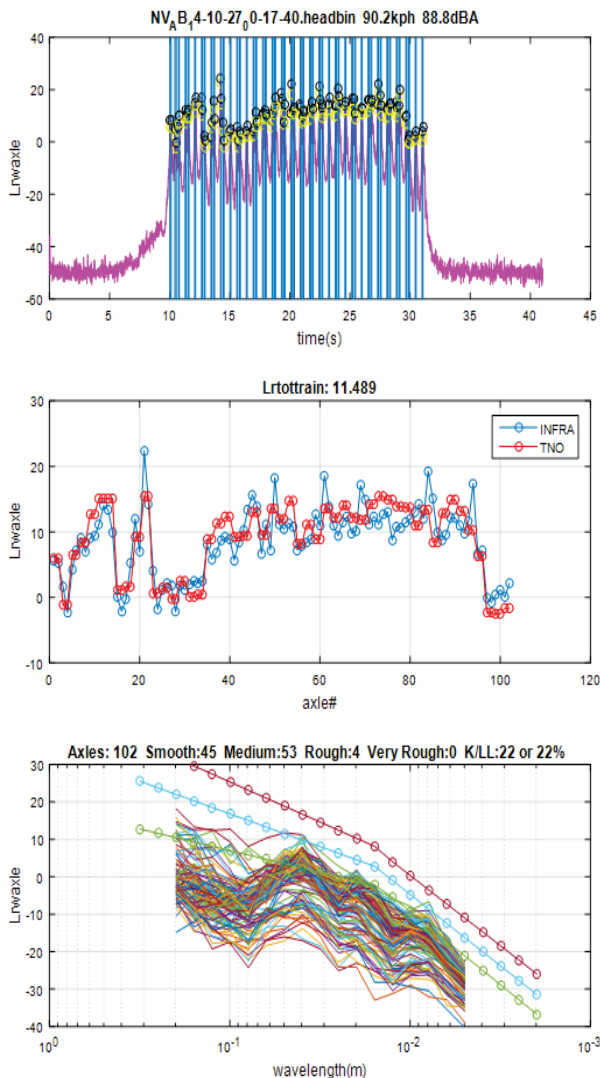 NV_AB_14-10-27_00-17-40.headbin 90.2kph 88.8dBA
40
20
0
-20
-40
-60
Lrwaxle
0 5 10 15 20 25 30 35 40 45
time(s)
Lrtottrain: 11.489
30
20
10
0
-10
Lrwaxle
INFRA
TNO
0 20 40 60 80 100 120
axle#
Axles: 102 Smooth:45 Medium:53 Rough:4 Very Rough:0 K/LL:22 or 22%
30
20
10
0
-10
-20
-30
-40
Lrwaxle
10^0 10^-1 10^-2 10^-3
wavelength(m)